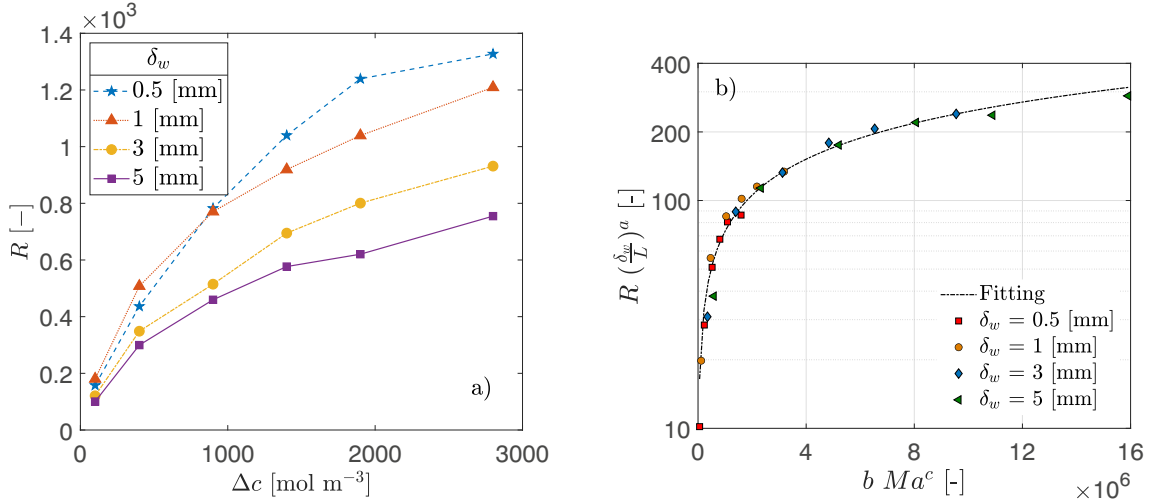 ×10³
1.4
1.2
1
0.8
0.6
0.4
0.2
0
R [−]
δ_w
0.5 [mm]
1 [mm]
3 [mm]
5 [mm]
a)
0 1000 2000 3000
Δc [mol m⁻³]
b)
400
200
100
10
R (δ_w/L)^a [-]
Fitting
δ_w = 0.5 [mm]
δ_w = 1 [mm]
δ_w = 3 [mm]
δ_w = 5 [mm]
0 4 8 12 16
×10⁶
b Ma^c [-]